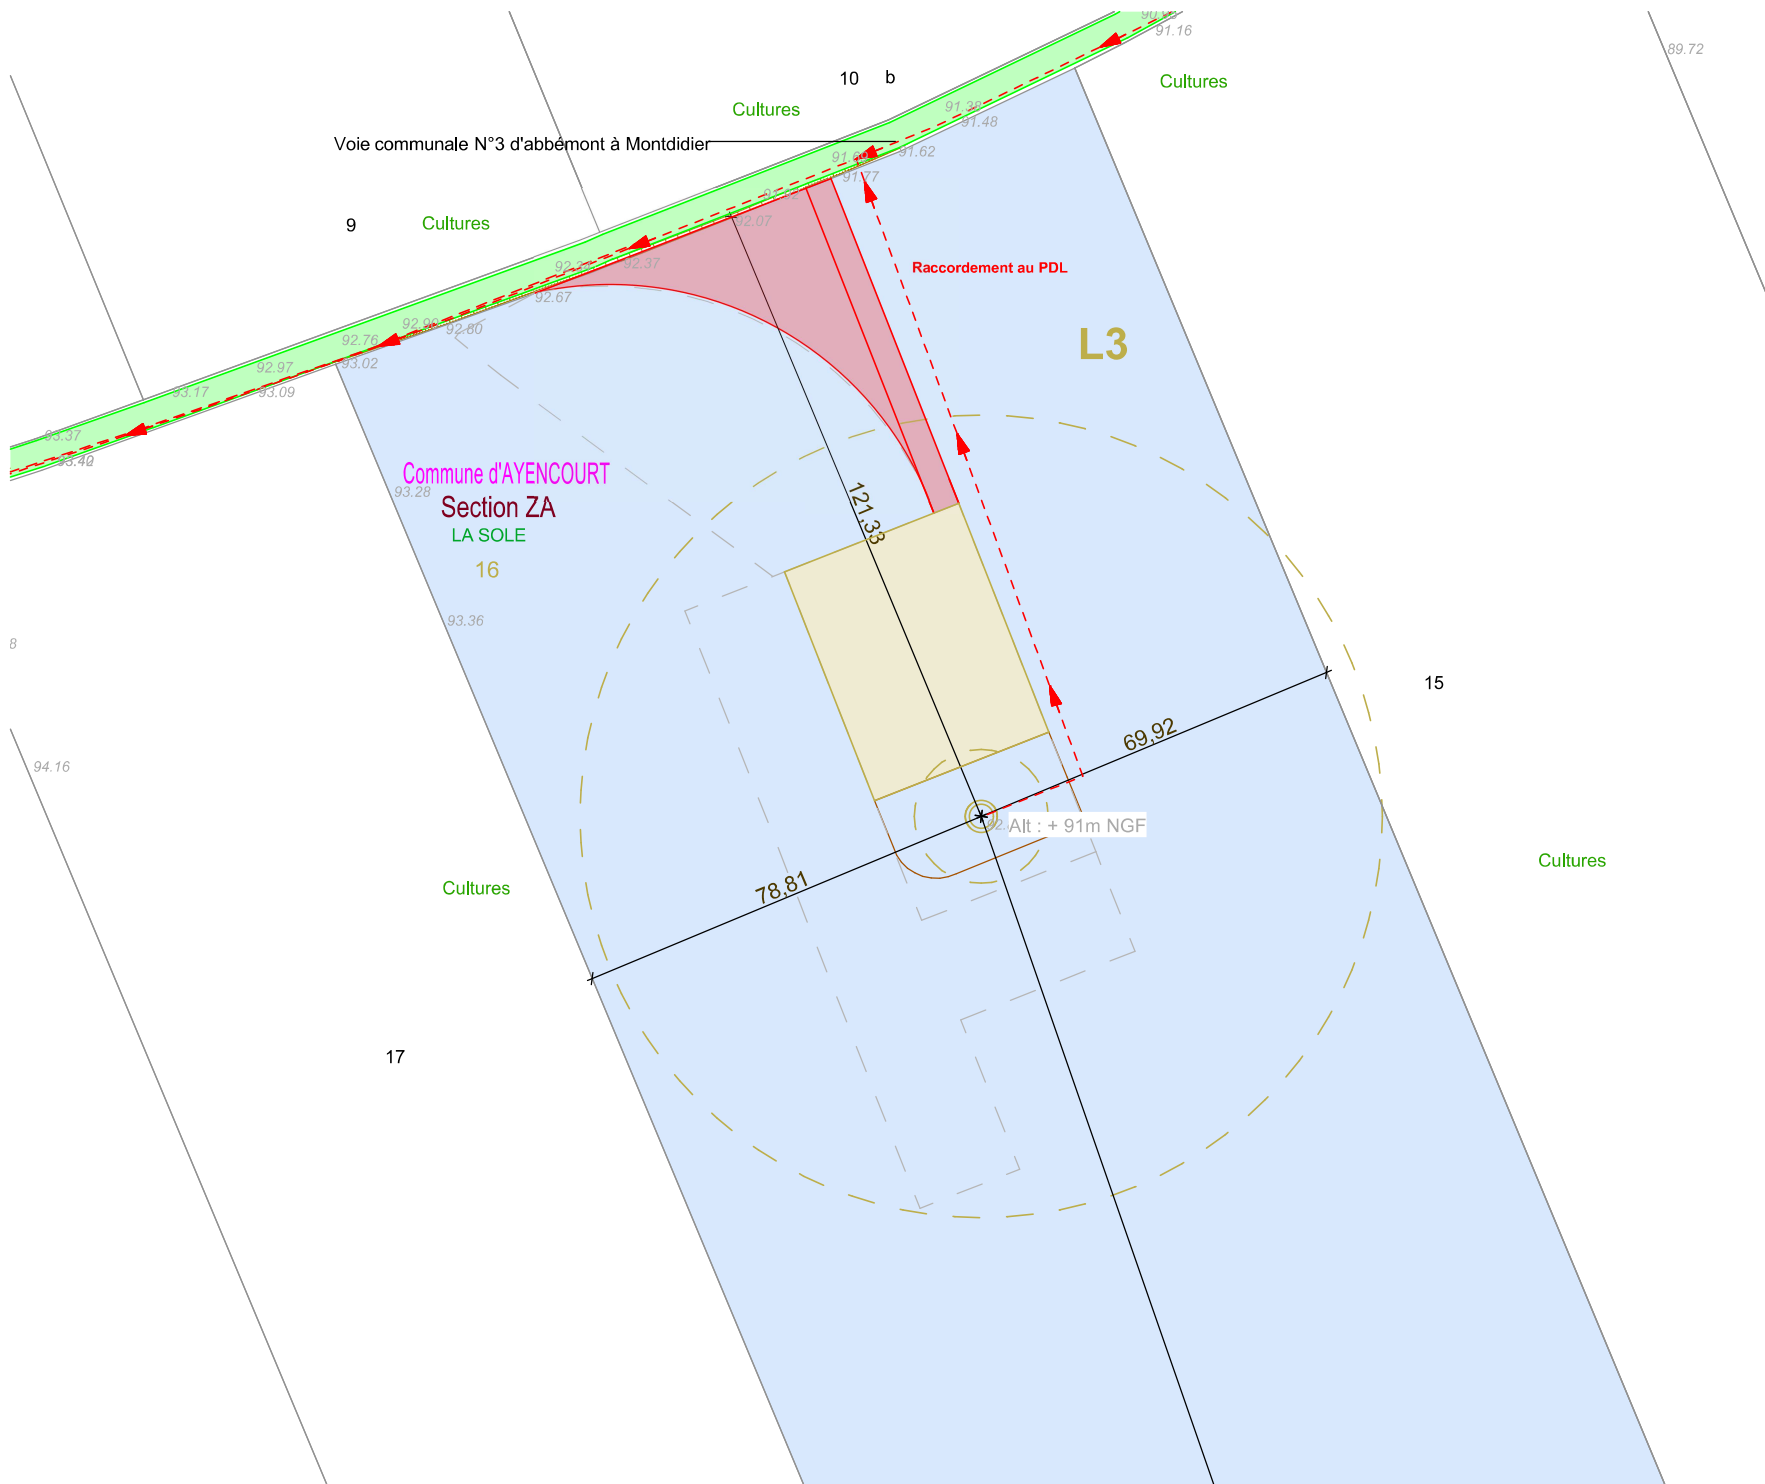 91.16
89.72
10 b
Cultures
Cultures
91.38
91.48
Voie communale N°3 d'abbémont à Montdidier
91.62
91.77
9
Cultures
92.07
92.37
Raccordement au PDL
92.67
92.80
92.76
93.02
L3
92.97
93.17
93.09
93.37
93.40
Commune d'AYENCOURT
93.28
Section ZA
LA SOLE
121,33
16
93.36
8
15
69,92
94.16
Alt : + 91m NGF
78,81
Cultures
Cultures
17